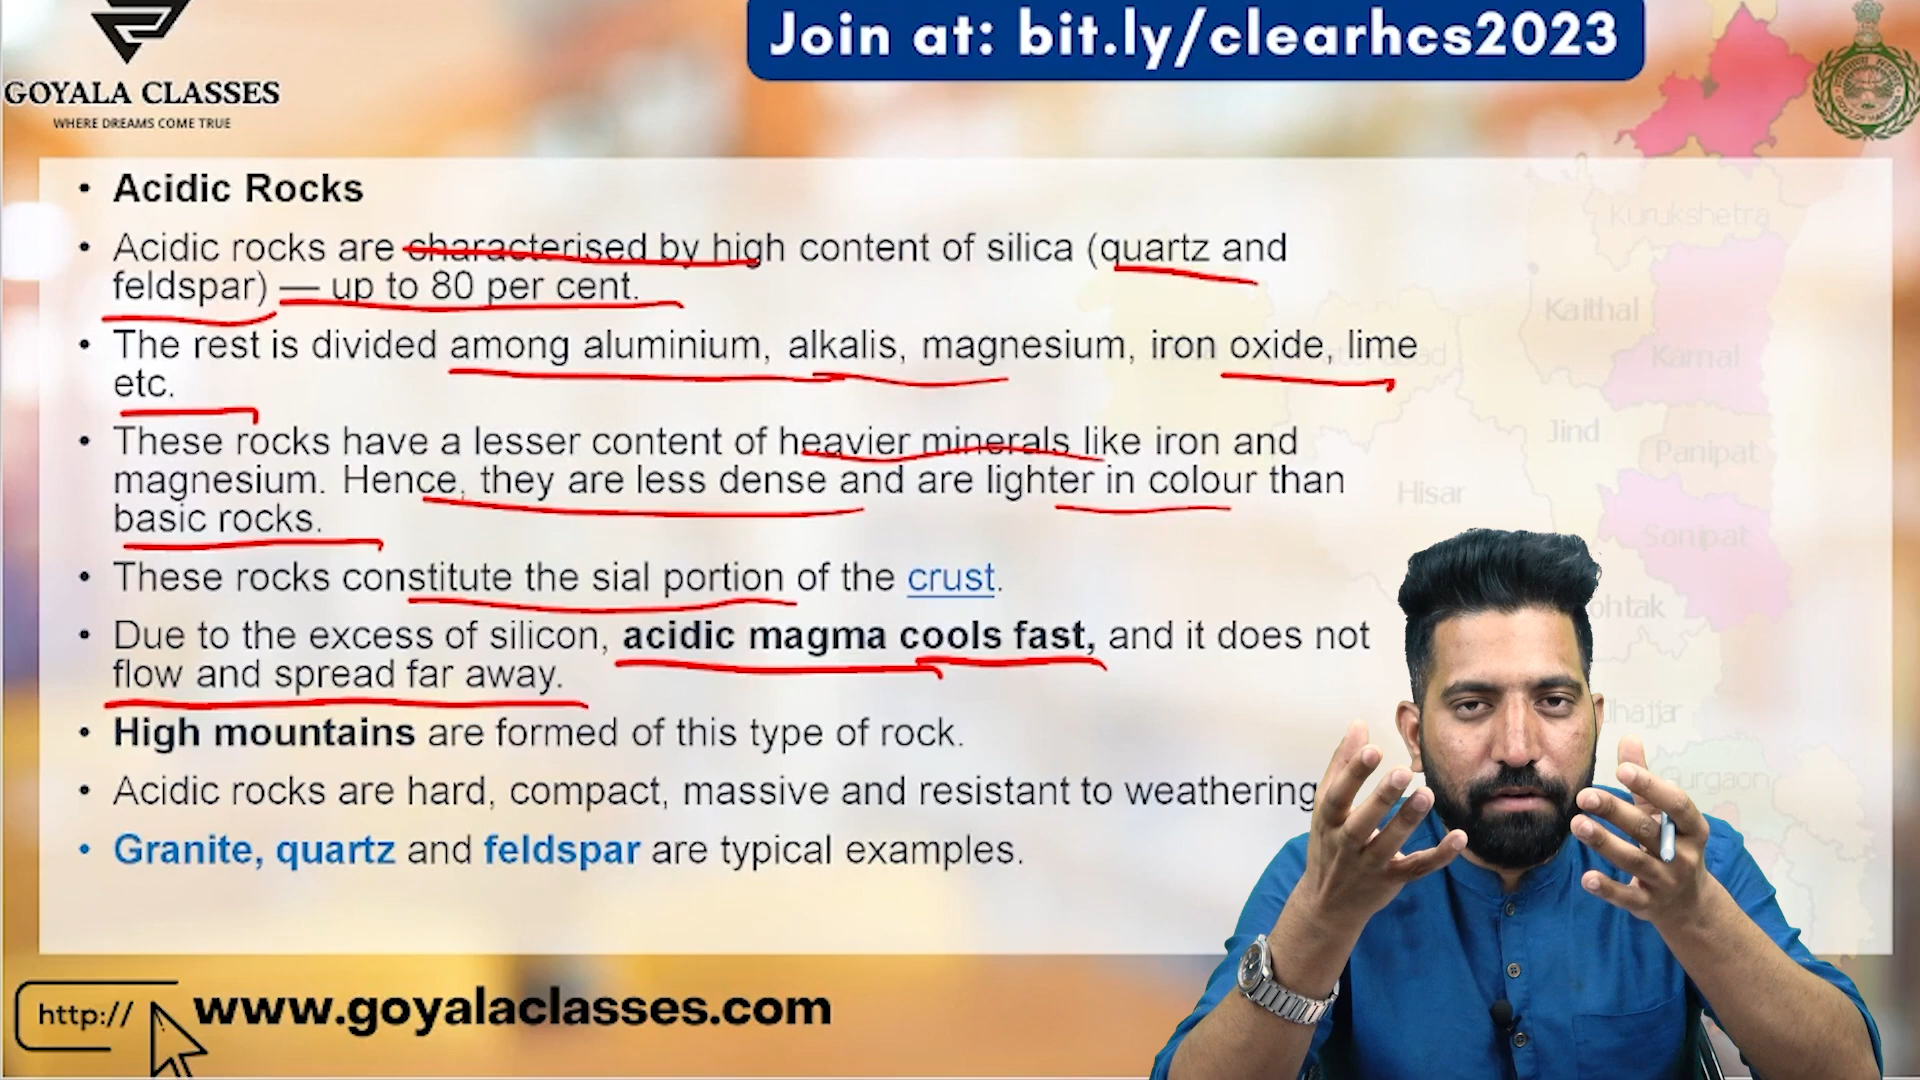 Join at: bit.ly/clearhcs2023
GOYALA CLASSES
WHERE DREAMS COME TRUE
• Acidic Rocks
• Acidic rocks are characterised by high content of silica (quartz and
feldspar) — up to 80 per cent.
• The rest is divided among aluminium, alkalis, magnesium, iron oxide, lime
etc.
• These rocks have a lesser content of heavier minerals like iron and
magnesium. Hence, they are less dense and are lighter in colour than
basic rocks.
• These rocks constitute the sial portion of the crust.
• Due to the excess of silicon, acidic magma cools fast, and it does not
flow and spread far away.
• High mountains are formed of this type of rock.
• Acidic rocks are hard, compact, massive and resistant to weathering
• Granite, quartz and feldspar are typical examples.
Kurukshetra
Kaithal
Karnal
Jind
Panipat
Hisar
Sonipat
ohtak
Jhajjar
Gurgaon
http://
www.goyalaclasses.com